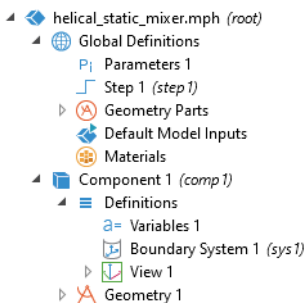 helical_static_mixer.mph (root)
Global Definitions
Pi Parameters 1
Step 1 (step1)
Geometry Parts
Default Model Inputs
Materials
Component 1 (comp1)
Definitions
a= Variables 1
Boundary System 1 (sys1)
View 1
Geometry 1